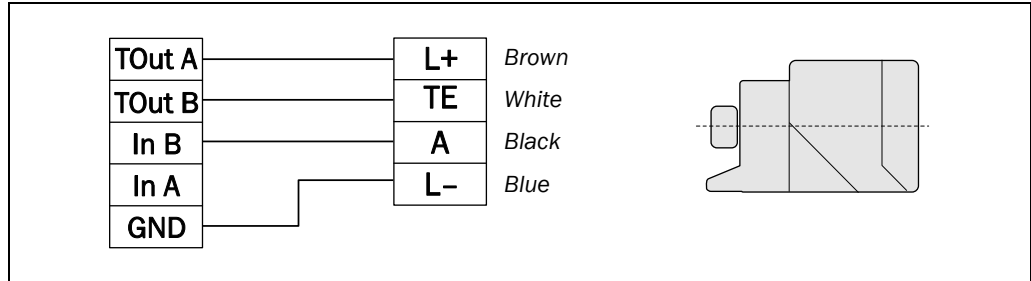 TOut A L+ Brown
TOut B TE White
In B A Black
In A L− Blue
GND